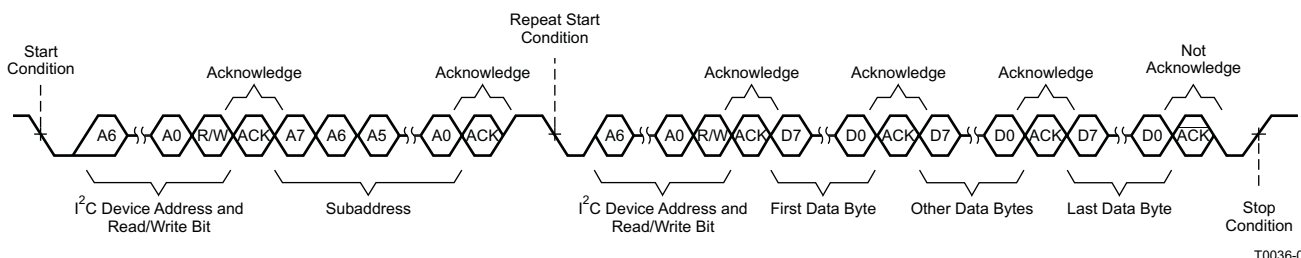 Repeat Start
Condition
Start
Condition
Not
Acknowledge
Acknowledge
Acknowledge
Acknowledge
Acknowledge
Acknowledge
A6 A0 R/W ACK A7 A6 A5 A0 ACK A6 A0 R/W ACK D7 D0 ACK D7 D0 ACK D7 D0 ACK
I2C Device Address and
Read/Write Bit
Subaddress
I2C Device Address and
Read/Write Bit
First Data Byte
Other Data Bytes
Last Data Byte
Stop
Condition